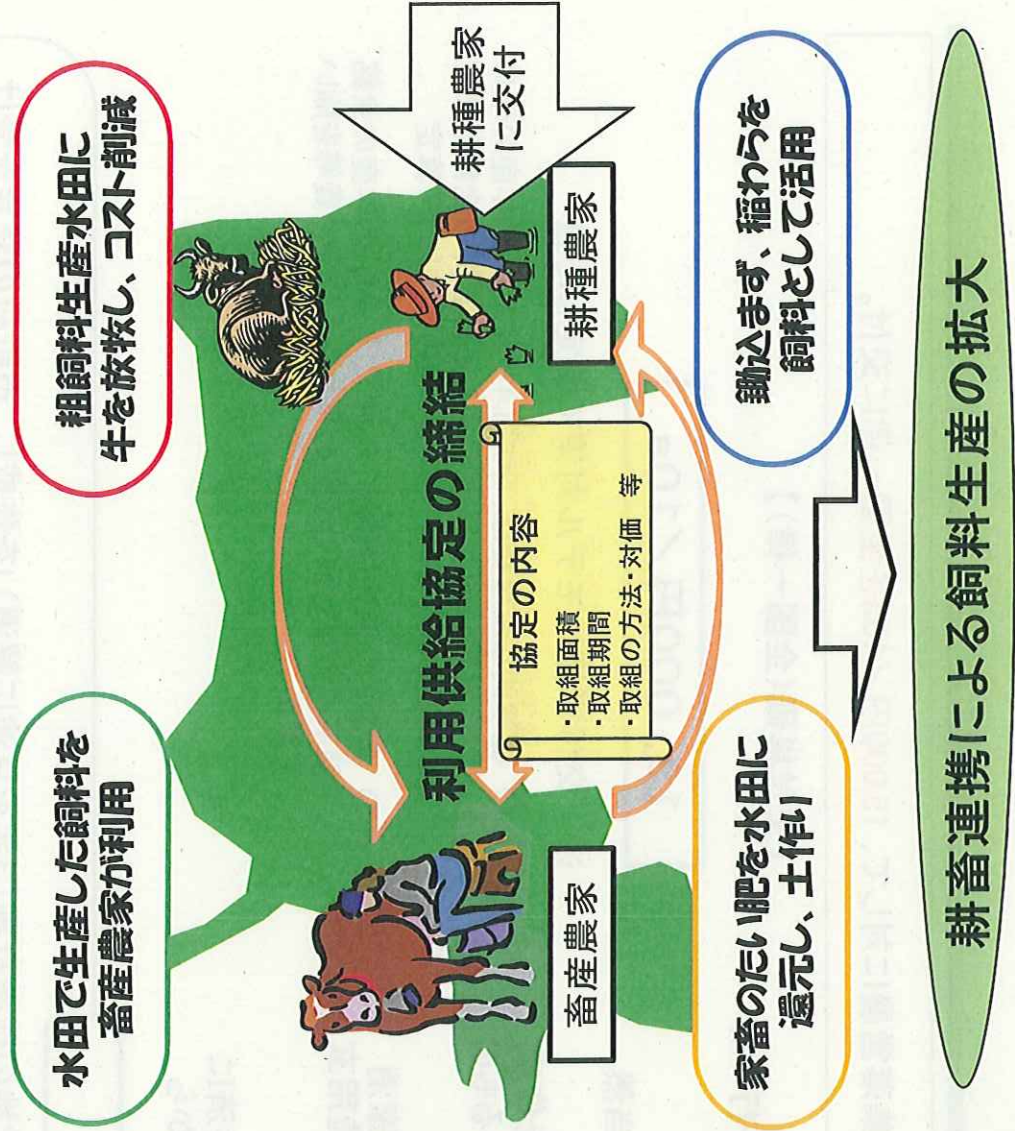 水田で生産した飼料を
畜産農家が利用
粗飼料生産水田に
牛を放牧し、コスト削減
耕種農家
に交付
利用供給協定の締結
協定の内容
・取組面積
・取組期間
・取組の方法・対価 等
畜産農家
耕種農家
家畜のたい肥を水田に
還元し、土作り
鋤込まず、稲わらを
飼料として活用
耕畜連携による飼料生産の拡大